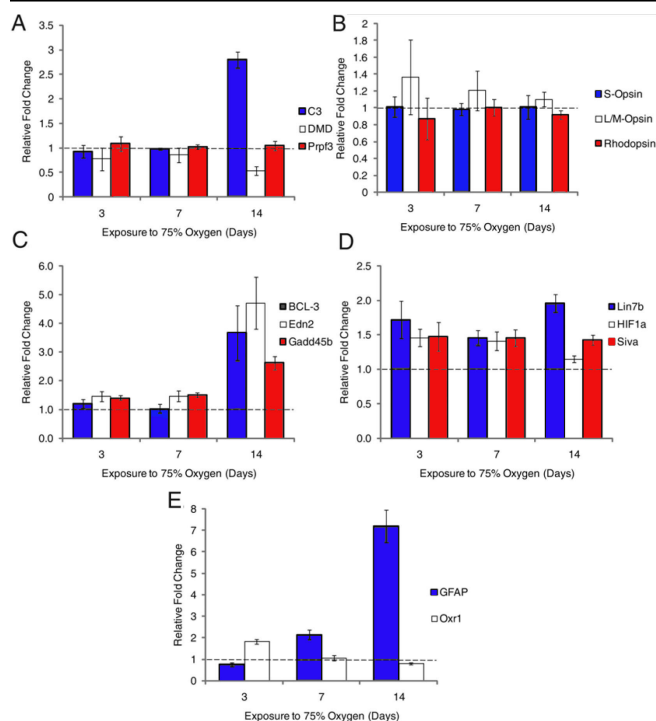 A
Relative Fold Change
3.5
3
2.5
2
1.5
1
0.5
0
3 7 14
Exposure to 75% Oxygen (Days)
C3
DMD
Prpf3
B
Relative Fold Change
2
1.8
1.6
1.4
1.2
1
0.8
0.6
0.4
0.2
0
3 7 14
Exposure to 75% Oxygen (Days)
S-Opsin
L/M-Opsin
Rhodopsin
C
Relative Fold Change
6.0
5.0
4.0
3.0
2.0
1.0
0.0
3 7 14
Exposure to 75% Oxygen (Days)
BCL-3
Edn2
Gadd45b
D
Relative Fold Change
2.5
2.0
1.5
1.0
0.5
0.0
3 7 14
Exposure to 75% Oxygen (Days)
Lin7b
HIF1a
Siva
E
Relative Fold Change
8
7
6
5
4
3
2
1
0
3 7 14
Exposure to 75% Oxygen (Days)
GFAP
Oxr1